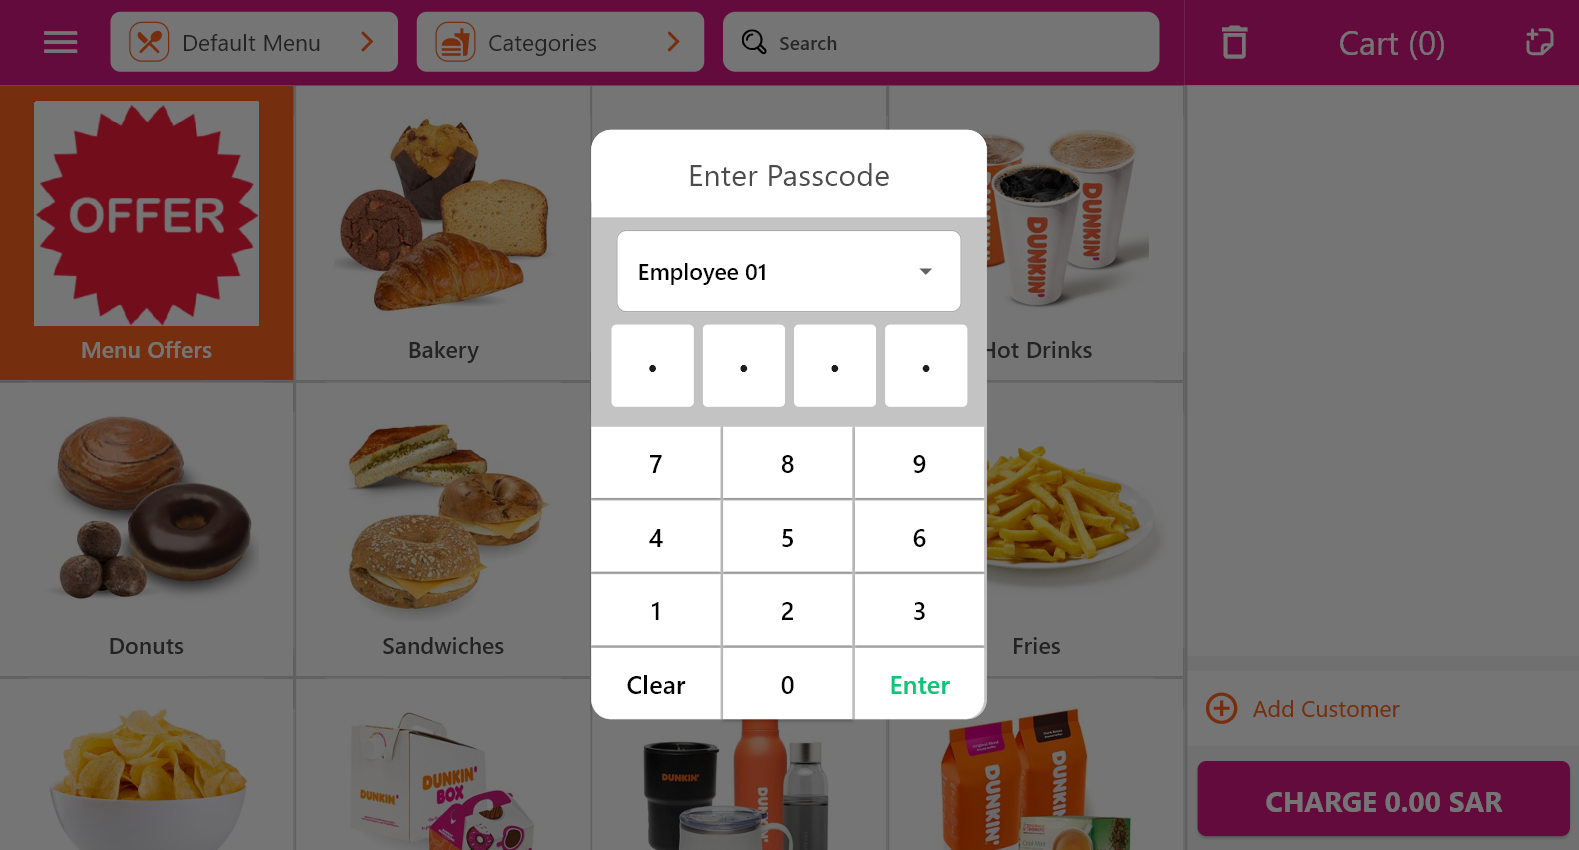 Default Menu
Categories
Search
Cart (0)
OFFER
Menu Offers
Bakery
Hot Drinks
DUNKIN'
DUNKIN'
Enter Passcode
Employee 01
7 8 9
4 5 6
1 2 3
Clear 0 Enter
Donuts
Sandwiches
Fries
DUNKIN'
DUNKIN'
BOX
DUNKIN'
DUNKIN'
DUNKIN'
DUNKIN'
Add Customer
CHARGE 0.00 SAR